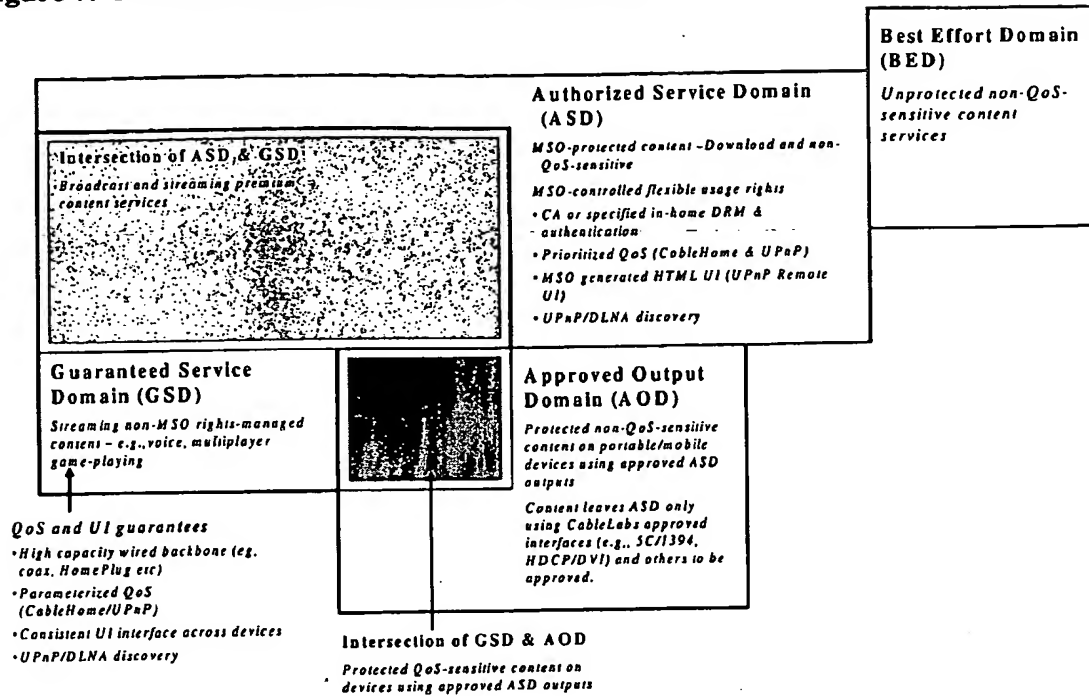 Best Effort Domain
(BED)
Unprotected non-QoS-
sensitive content
services
Authorized Service Domain
(ASD)
MSO-protected content –Download and non-
QoS-sensitive
MSO-controlled flexible usage rights
• CA or specified in-home DRM &
authentication
• Prioritized QoS (CableHome & UPnP)
• MSO generated HTML UI (UPnP Remote
UI)
• UPnP/DLNA discovery
Intersection of ASD & GSD
• Broadcast and streaming premium
content services
Guaranteed Service
Domain (GSD)
Streaming non-MSO rights-managed
content – e.g., voice, multiplayer
game-playing
Approved Output
Domain (AOD)
Protected non-QoS-sensitive
content on portable/mobile
devices using approved ASD
outputs
Content leaves ASD only
using CableLabs approved
interfaces (e.g., 5C/1394,
HDCP/DVI) and others to be
approved.
QoS and UI guarantees
• High capacity wired backbone (eg,
coax, HomePlug etc)
• Parameterized QoS
(CableHome/UPnP)
• Consistent UI interface across devices
• UPnP/DLNA discovery
Intersection of GSD & AOD
Protected QoS-sensitive content on
devices using approved ASD outputs